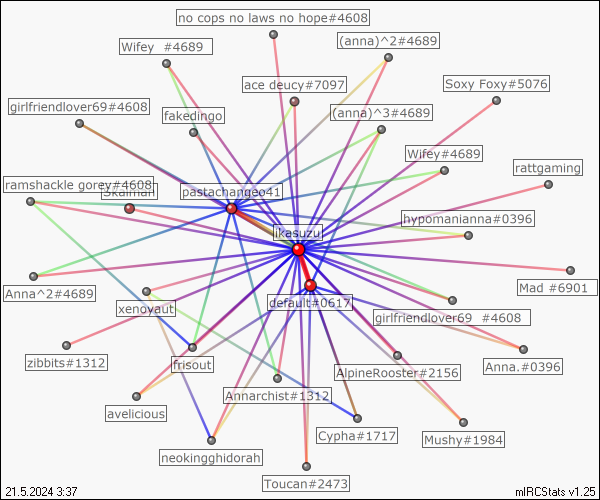 no cops no laws no hope#4608
Wifey #4689
(anna)^2#4689
ace deucy#7097
Soxy Foxy#5076
girlfriendlover69#4608
fakedingo
(anna)^3#4689
Wifey#4689
rattgaming
ramshackle gorey#4608
pastachangeo41
hypomanianna#0396
ikasuzu
Anna^2#4689
Mad #6901
xenoyaut
default#0617
girlfriendlover69 #4608
zibbits#1312
frisout
AlpineRooster#2156
Anna.#0396
Annarchist#1312
avelicious
Cypha#1717
Mushy#1984
neokingghidorah
Toucan#2473
21.5.2024 3:37
mIRCStats v1.25